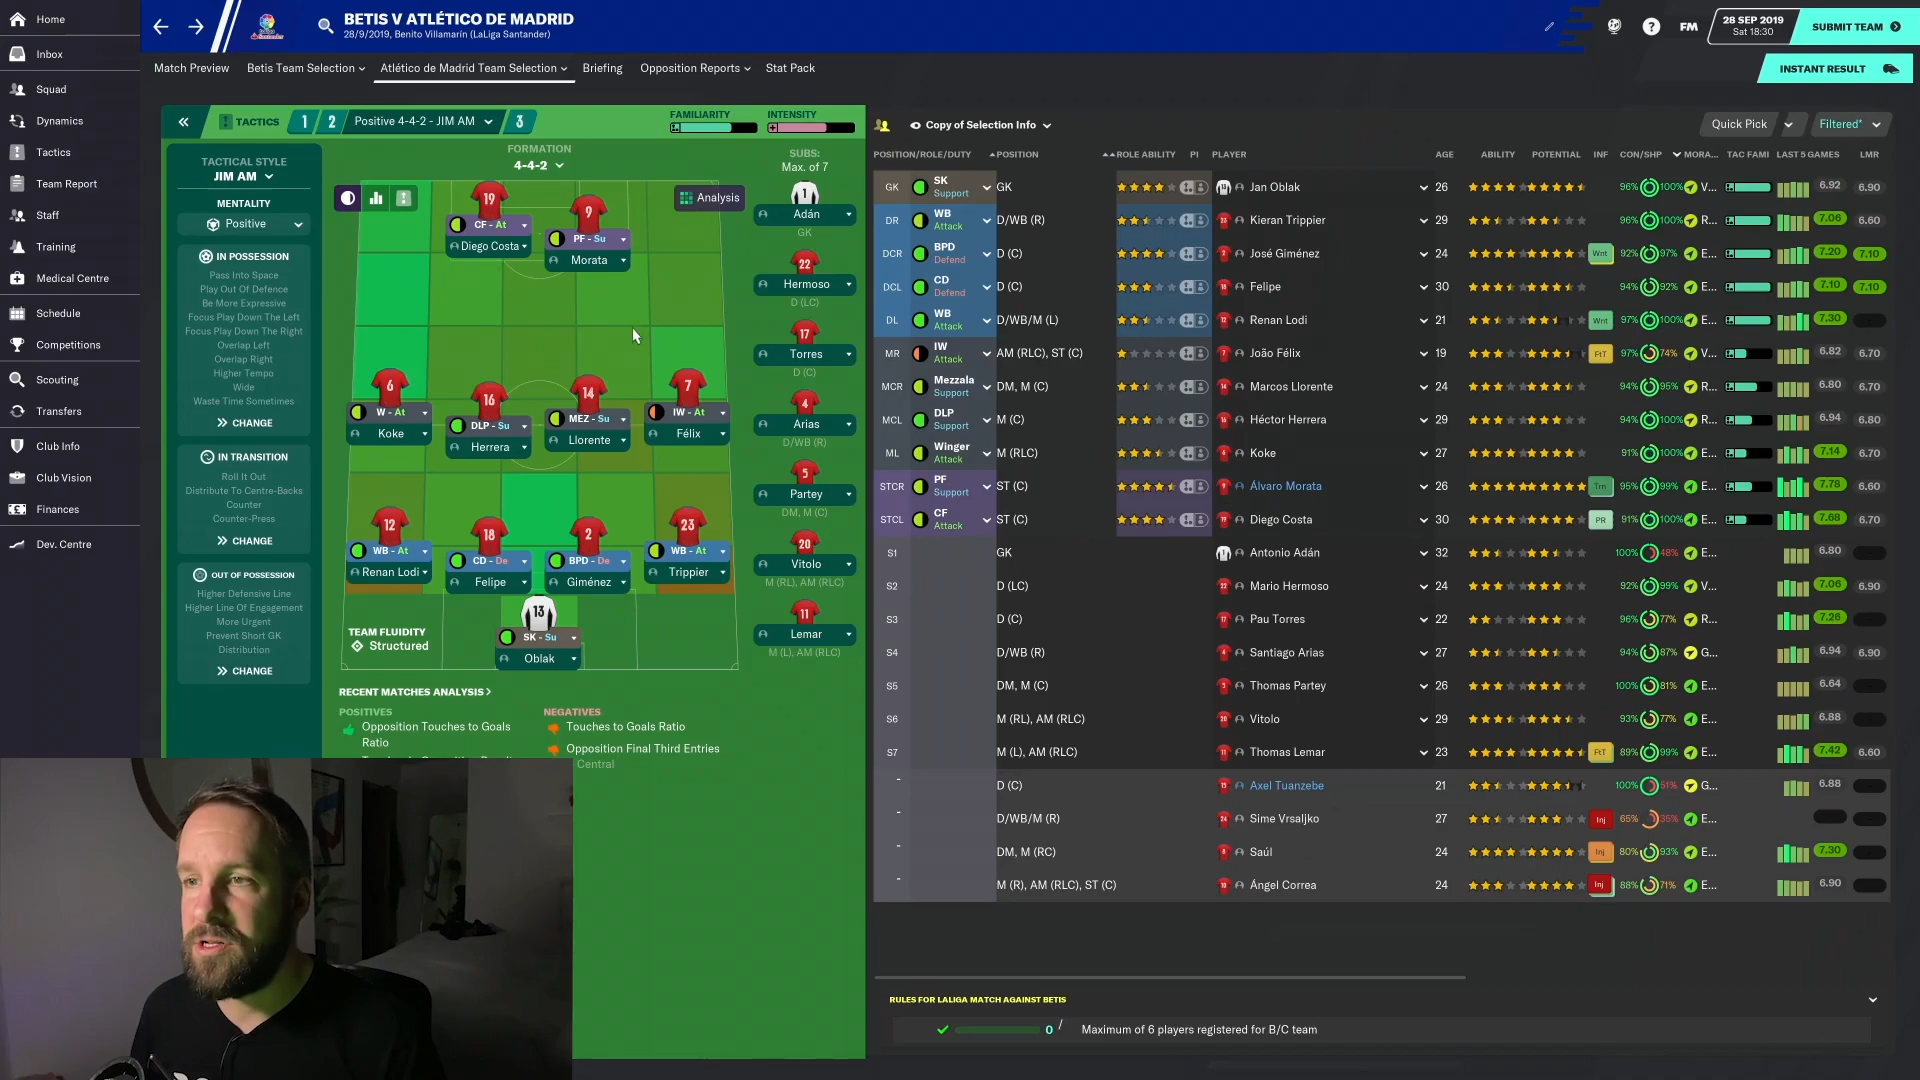 Home
Inbox
Squad
Dynamics
Tactics
Team Report
Staff
Training
Medical Centre
Schedule
Competitions
Scouting
Transfers
Club Info
Club Vision
Finances
Dev. Centre
BETIS V ATLÉTICO DE MADRID
28/9/2019, Benito Villamarín (LaLiga Santander)
FM
28 SEP 2019
Sat 18:30
SUBMIT TEAM
INSTANT RESULT
Match Preview
Betis Team Selection
Atlético de Madrid Team Selection
Briefing
Opposition Reports
Stat Pack
TACTICS
1
2
Positive 4-4-2 - JIM AM
3
FAMILIARITY
INTENSITY
TACTICAL STYLE
JIM AM
MENTALITY
Positive
IN POSSESSION
Pass Into Space
Play Out Of Defence
Be More Expressive
Focus Play Down The Left
Focus Play Down The Right
Overlap Left
Overlap Right
Higher Tempo
Wide
Waste Time Sometimes
CHANGE
IN TRANSITION
Roll It Out
Distribute To Centre-Backs
Counter
Counter-Press
CHANGE
OUT OF POSSESSION
Higher Defensive Line
Higher Line Of Engagement
More Urgent
Prevent Short GK
Distribution
CHANGE
FORMATION
4-4-2
Analysis
19
CF - At
Diego Costa
9
PF - Su
Morata
6
W - At
Koke
16
DLP - Su
Herrera
14
MEZ - Su
Llorente
7
IW - At
Félix
12
WB - At
Renan Lodi
18
CD - De
Felipe
2
BPD - De
Giménez
23
WB - At
Trippier
13
SK - Su
Oblak
TEAM FLUIDITY
Structured
SUBS:
Max. of 7
1
Adán
GK
22
Hermoso
D (LC)
17
Torres
D (C)
4
Arias
D/WB (R)
5
Partey
DM, M (C)
20
Vitolo
M (RL), AM (RLC)
11
Lemar
M (L), AM (RLC)
RECENT MATCHES ANALYSIS
POSITIVES
Opposition Touches to Goals
Ratio
NEGATIVES
Touches to Goals Ratio
Opposition Final Third Entries
Central
Copy of Selection Info
Quick Pick
Filtered*
POSITION/ROLE/DUTY POSITION ROLE ABILITY PI PLAYER AGE ABILITY POTENTIAL INF CON/SHP MORA... TAC FAMI LAST 5 GAMES LMR
GK SK Support GK Jan Oblak 26 96% 100% V... 6.92 6.90
DR WB Attack D/WB (R) Kieran Trippier 29 96% 100% R... 7.06 6.60
DCR BPD Defend D (C) José Giménez 24 Wnt 92% 97% E... 7.20 7.10
DCL CD Defend D (C) Felipe 30 94% 92% E... 7.10 7.10
DL WB Attack D/WB/M (L) Renan Lodi 21 Wnt 97% 100% E... 7.30
MR IW Attack AM (RLC), ST (C) João Félix 19 FtT 97% 74% V... 6.82 6.70
MCR Mezzala Support DM, M (C) Marcos Llorente 24 94% 95% R... 6.80 6.70
MCL DLP Support M (C) Héctor Herrera 29 94% 100% R... 6.94 6.80
ML Winger Attack M (RLC) Koke 27 91% 100% E... 7.14 6.70
STCR PF Support ST (C) Álvaro Morata 26 Trn 95% 99% E... 7.78 6.60
STCL CF Attack ST (C) Diego Costa 30 PR 91% 100% E... 7.68 6.70
S1 GK Antonio Adán 32 100% 48% E... 6.80
S2 D (LC) Mario Hermoso 24 92% 99% V... 7.06 6.90
S3 D (C) Pau Torres 22 96% 77% R... 7.26
S4 D/WB (R) Santiago Arias 27 94% 87% G... 6.94 6.90
S5 DM, M (C) Thomas Partey 26 100% 81% E... 6.64
S6 M (RL), AM (RLC) Vitolo 29 93% 77% E... 6.88
S7 M (L), AM (RLC) Thomas Lemar 23 FtT 89% 99% E... 7.42 6.60
- D (C) Axel Tuanzebe 21 100% 51% G... 6.88
- D/WB/M (R) Sime Vrsaljko 27 Inj 65% 35% E...
- DM, M (RC) Saúl 24 Inj 80% 93% E... 7.30
- M (R), AM (RLC), ST (C) Ángel Correa 24 Inj 88% 71% E... 6.90
RULES FOR LALIGA MATCH AGAINST BETIS
0 / Maximum of 6 players registered for B/C team